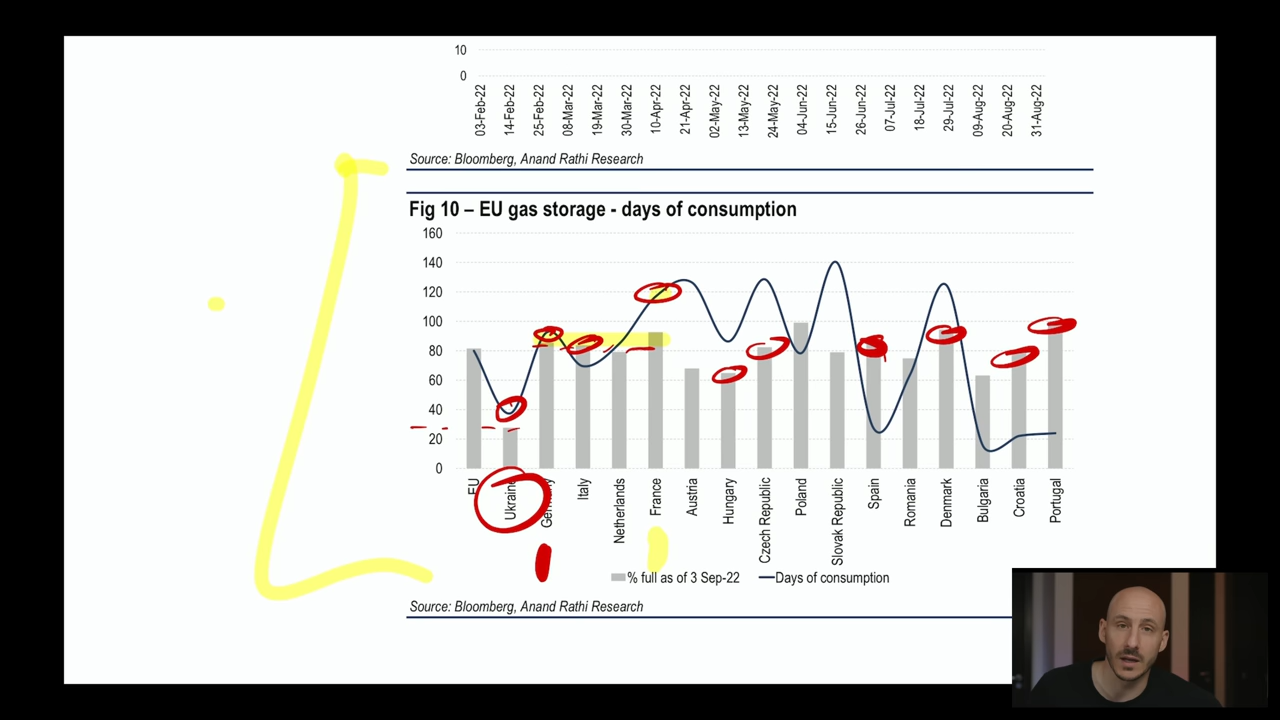 10
0
03-Feb-22
14-Feb-22
25-Feb-22
08-Mar-22
19-Mar-22
30-Mar-22
10-Apr-22
21-Apr-22
02-May-22
13-May-22
24-May-22
04-Jun-22
15-Jun-22
26-Jun-22
07-Jul-22
18-Jul-22
29-Jul-22
09-Aug-22
20-Aug-22
31-Aug-22
Source: Bloomberg, Anand Rathi Research
Fig 10 – EU gas storage - days of consumption
160
140
120
100
80
60
40
20
0
EU
Ukraine
Germany
Italy
Netherlands
France
Austria
Hungary
Czech Republic
Poland
Slovak Republic
Spain
Romania
Denmark
Bulgaria
Croatia
Portugal
% full as of 3 Sep-22
Days of consumption
Source: Bloomberg, Anand Rathi Research